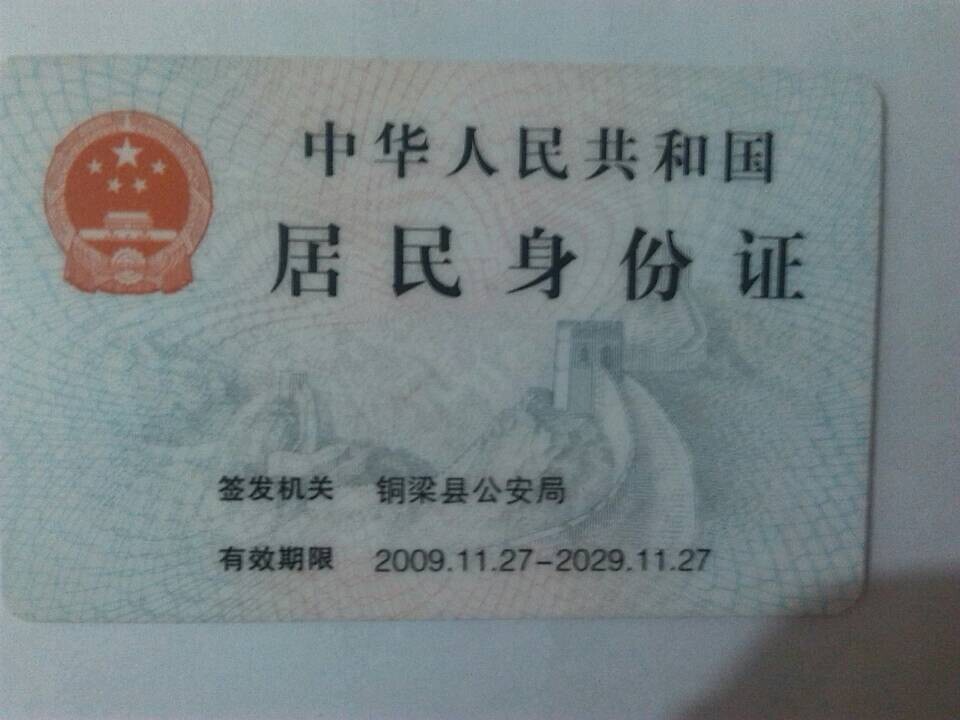 中华人民共和国
居民身份证
签发机关 铜梁县公安局
有效期限 2009.11.27-2029.11.27